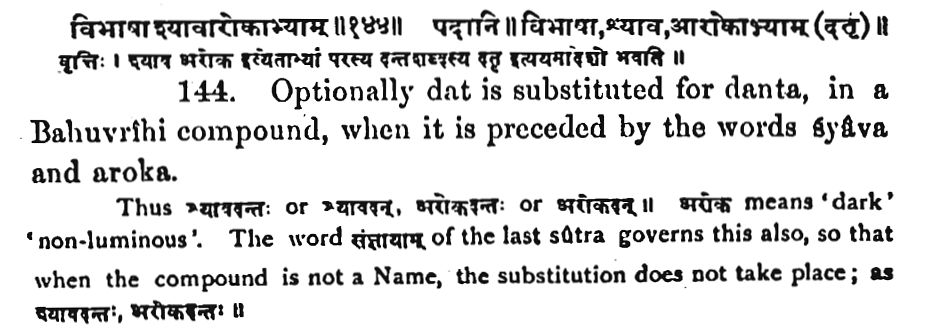 विभाषा श्यावारोकाभ्याम् ॥१४४॥ पदानि ॥ विभाषा, श्याव, आरोकाभ्याम् (दतृ) ॥
वृत्तिः । श्याव अरोक इत्येताभ्यां परस्य दन्तशब्दस्य दतृ इत्ययमादेशो भवति ॥
144. Optionally dat is substituted for danta, in a
Bahuvrîhi compound, when it is preceded by the words śyâva
and aroka.
Thus श्यावदन्तः or श्यावदन्, अरोकदन्तः or अरोकदन् ॥ अरोक means 'dark'
'non-luminous'. The word संज्ञायाम् of the last sûtra governs this also, so that
when the compound is not a Name, the substitution does not take place; as
श्यावदन्तः, अरोकदन्तः ॥